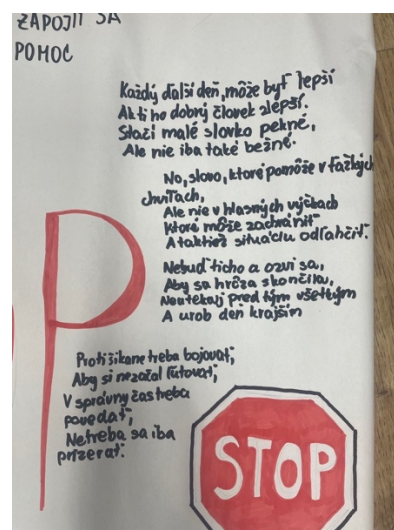 ZAPOJIŤ SA
POMOC
Každý ďalší deň, môže byť lepší
Ak ti ho dobrý človek zlepší.
Stačí malé slovko pekné,
Ale nie iba také bežné.
No, slovo, ktoré pomôže v ťažkých
chvíľach,
Ale nie v hlasných výčkach
Ktoré môže zachrániť
A taktiež situáciu odľahčiť.
Nebuď ticho a ozvi sa,
Aby sa hrôza skončila,
Neutekaj pred tým všetkým
A urob deň krajším
P
Proti šikane treba bojovať,
Aby si nezačal ľutovať,
V správny čas treba
povedať,
Netreba sa iba
prizerať.
STOP